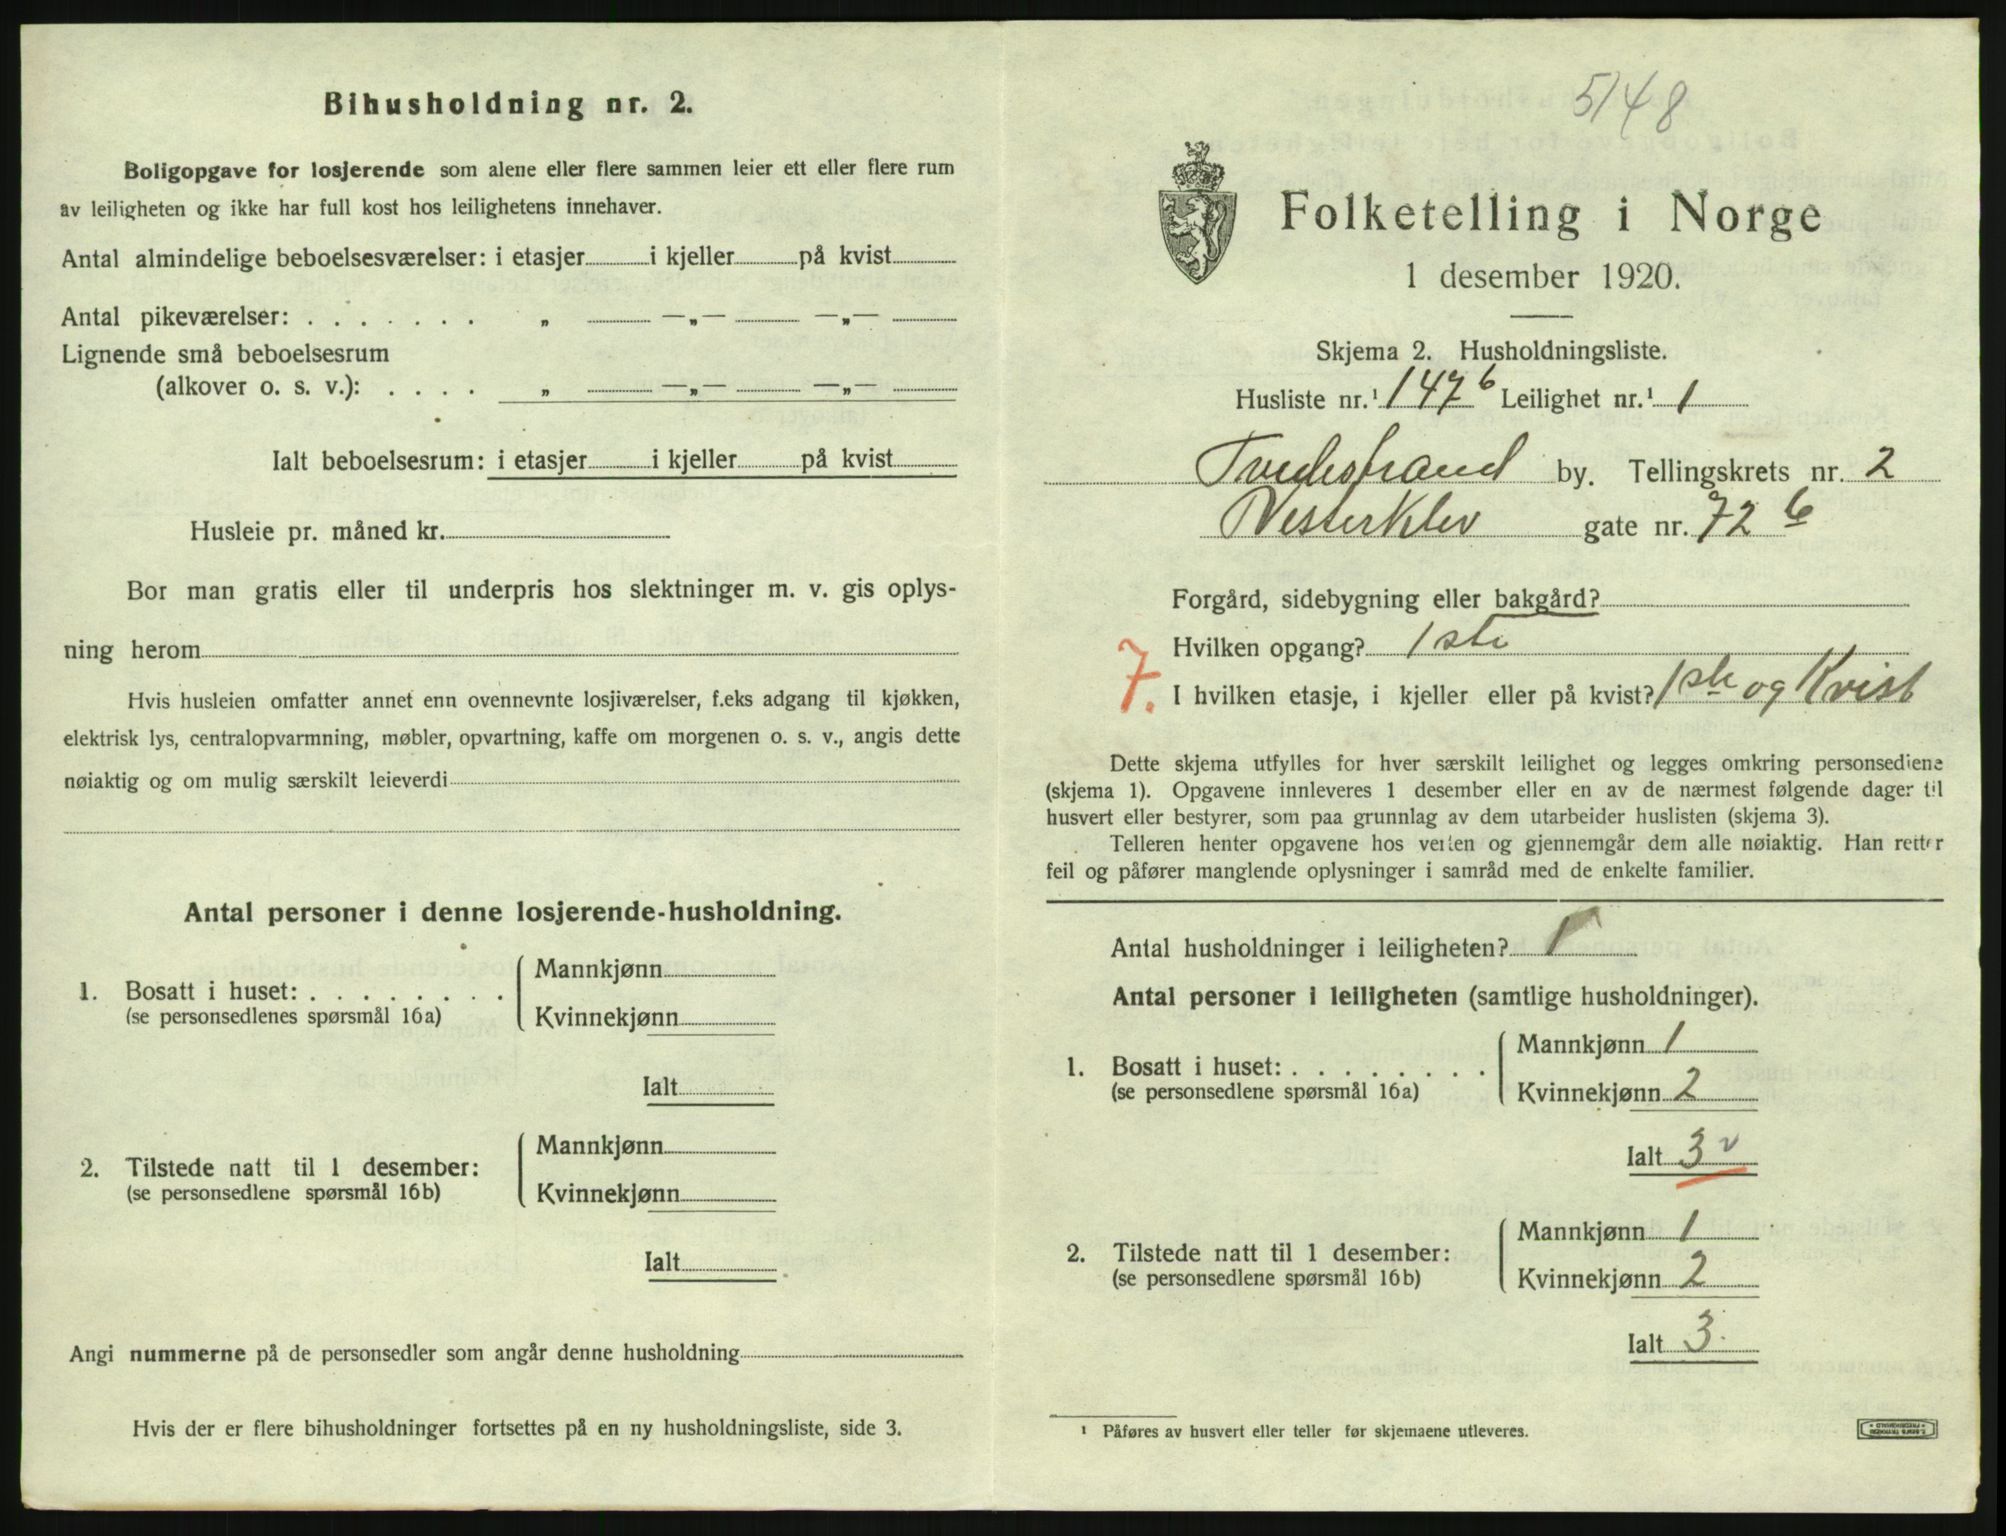 Bihusholdning nr. 2.
Boligopgave for losjerende som alene eller flere sammen leier ett eller flere rum
av leiligheten og ikke har full kost hos leilighetens innehaver.
Antal almindelige beboelsesværelser: i etasjer i kjeller på kvist
Antal pikeværelser: . . . . . . . „ —„— —„—
Lignende små beboelsesrum
(alkover o. s. v.): . . . . „ —„— —„—
Ialt beboelsesrum: i etasjer i kjeller på kvist
Husleie pr. måned kr.
Bor man gratis eller til underpris hos slektninger m. v. gis oplys-
ning herom
Hvis husleien omfatter annet enn ovennevnte losjiværelser, f.eks adgang til kjøkken,
elektrisk lys, centralopvarmning, møbler, opvartning, kaffe om morgenen o. s. v., angis dette
nøiaktig og om mulig særskilt leieverdi
Antal personer i denne losjerende-husholdning.
1. Bosatt i huset: . . . . . . . .
(se personsedlenes spørsmål 16a)
Mannkjønn
Kvinnekjønn
Ialt
2. Tilstede natt til 1 desember:
(se personsedlene spørsmål 16b)
Mannkjønn
Kvinnekjønn
Ialt
Angi nummerne på de personsedler som angår denne husholdning
Hvis der er flere bihusholdninger fortsettes på en ny husholdningsliste, side 3.
5148
Folketelling i Norge
1 desember 1920.
Skjema 2. Husholdningsliste.
Husliste nr.¹ 147 b Leilighet nr.¹ 1
Tvedestrand by. Tellingskrets nr. 2
Vesterklev gate nr. 72 b
Forgård, sidebygning eller bakgård?
Hvilken opgang? 1ste
7. I hvilken etasje, i kjeller eller på kvist? 1ste og Kvist
Dette skjema utfylles for hver særskilt leilighet og legges omkring personsedlene
(skjema 1). Opgavene innleveres 1 desember eller en av de nærmest følgende dager til
husvert eller bestyrer, som paa grunnlag av dem utarbeider huslisten (skjema 3).
Telleren henter opgavene hos verten og gjennemgår dem alle nøiaktig. Han retter
feil og påfører manglende oplysninger i samråd med de enkelte familier.
Antal husholdninger i leiligheten? 1
Antal personer i leiligheten (samtlige husholdninger).
1. Bosatt i huset: . . . . . . . .
(se personsedlene spørsmål 16a)
Mannkjønn 1
Kvinnekjønn 2
Ialt 3 v
2. Tilstede natt til 1 desember:
(se personsedlene spørsmål 16b)
Mannkjønn 1
Kvinnekjønn 2
Ialt 3.
¹ Påføres av husvert eller teller før skjemaene utleveres.